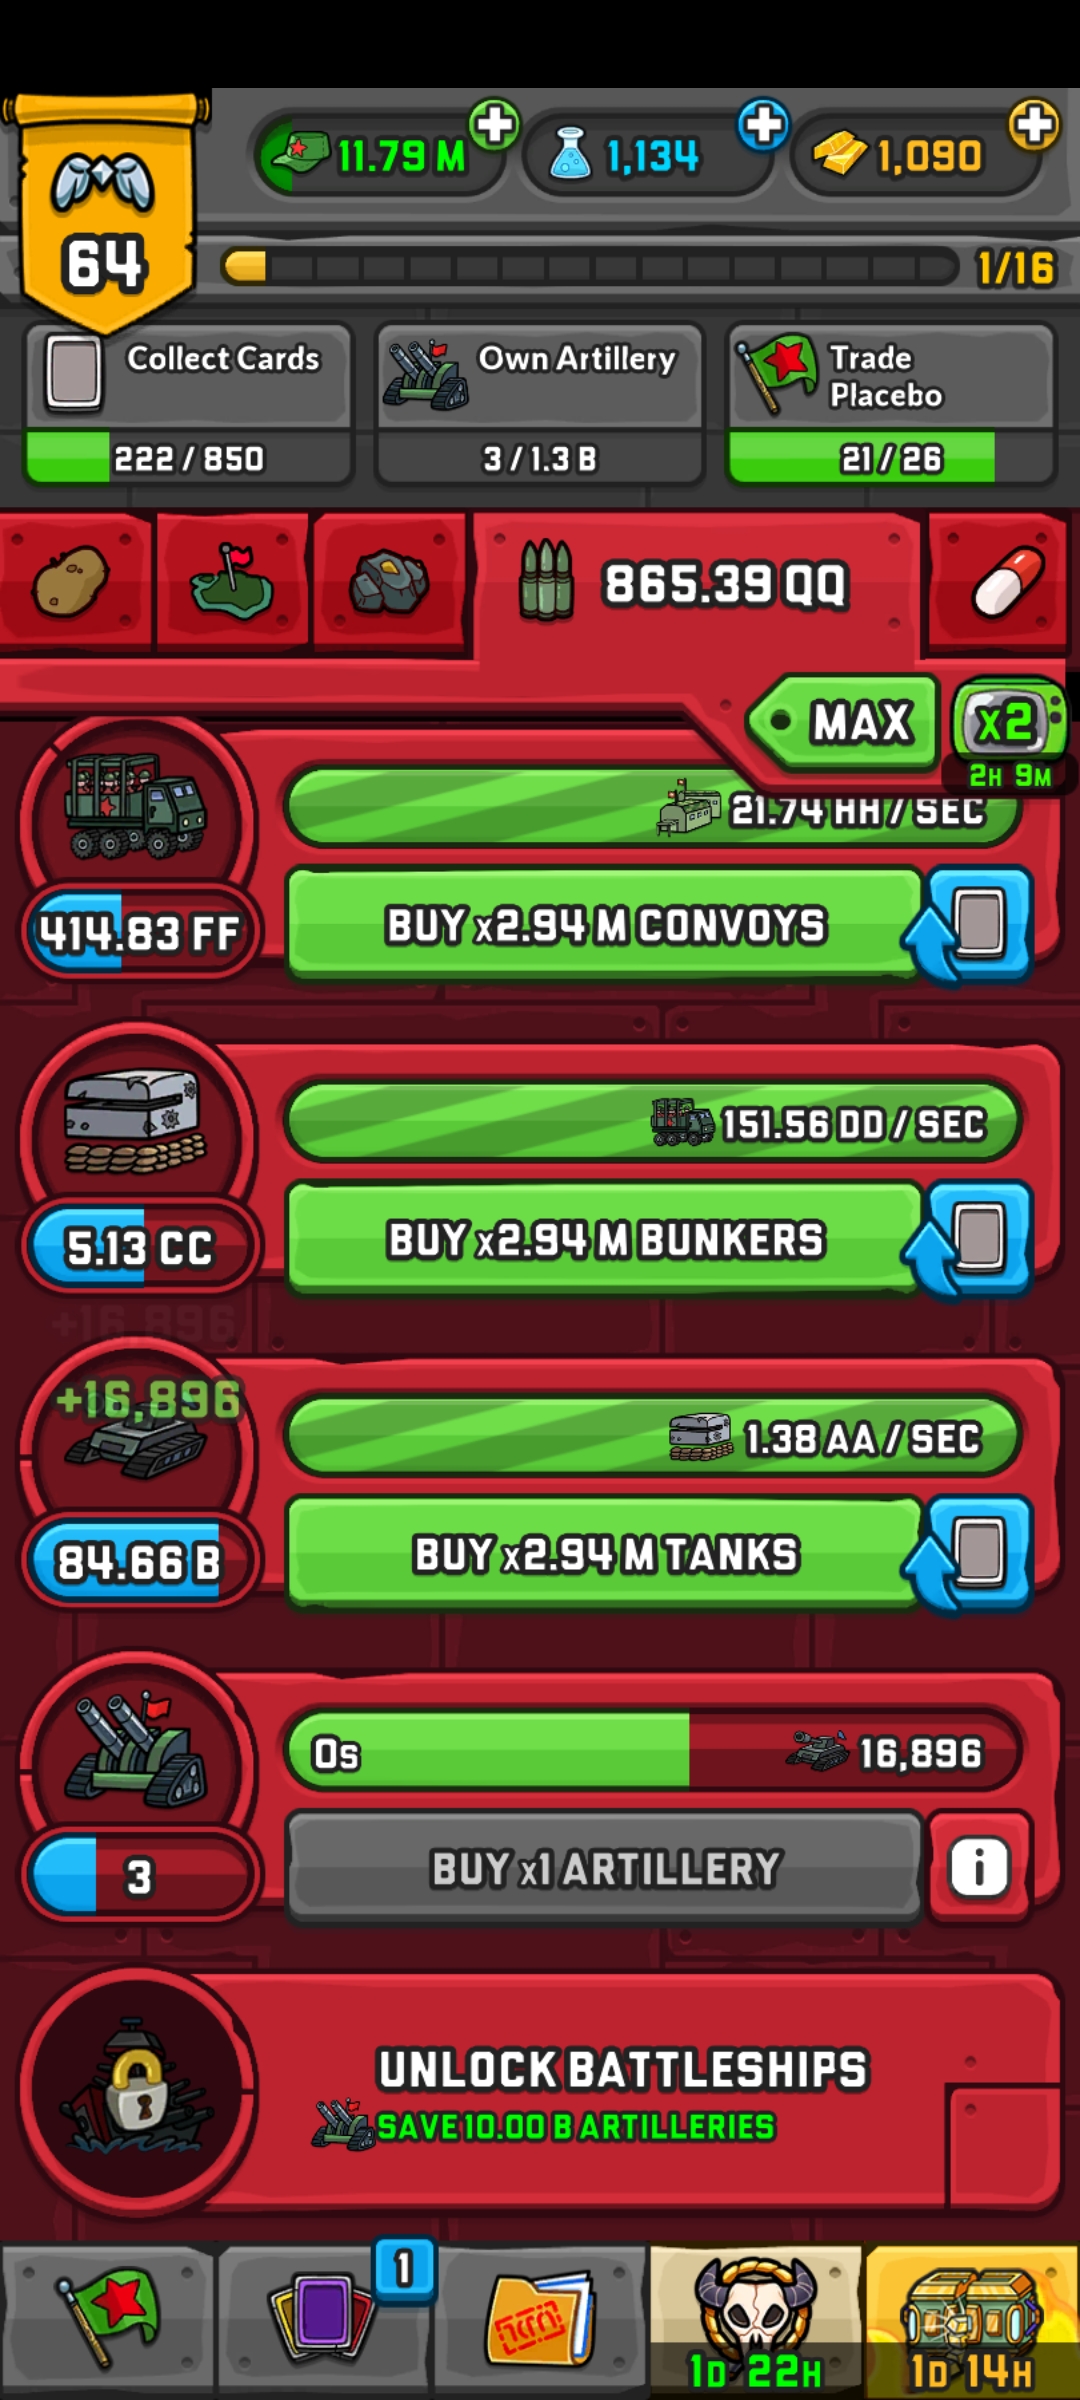 11.79 M
1,134
1,090
64
1/16
Collect Cards
222 / 850
Own Artillery
3 / 1.3 B
Trade
Placebo
21 / 26
865.39 QQ
MAX
x2
2H 9M
21.74 HH / SEC
414.83 FF
BUY x2.94 M CONVOYS
151.56 DD / SEC
5.13 CC
BUY x2.94 M BUNKERS
+16,896
+16,896
1.38 AA / SEC
84.66 B
BUY x2.94 M TANKS
0s
16,896
3
BUY x1 ARTILLERY
i
UNLOCK BATTLESHIPS
SAVE 10.00 B ARTILLERIES
1
1D 22H
1D 14H